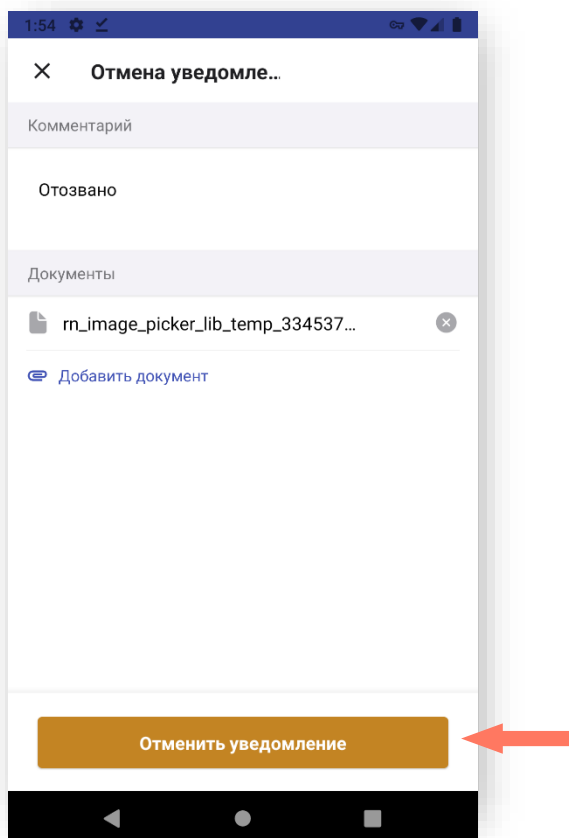 1:54
Отмена уведомле...
Комментарий
Отозвано
Документы
rn_image_picker_lib_temp_334537...
Добавить документ
Отменить уведомление